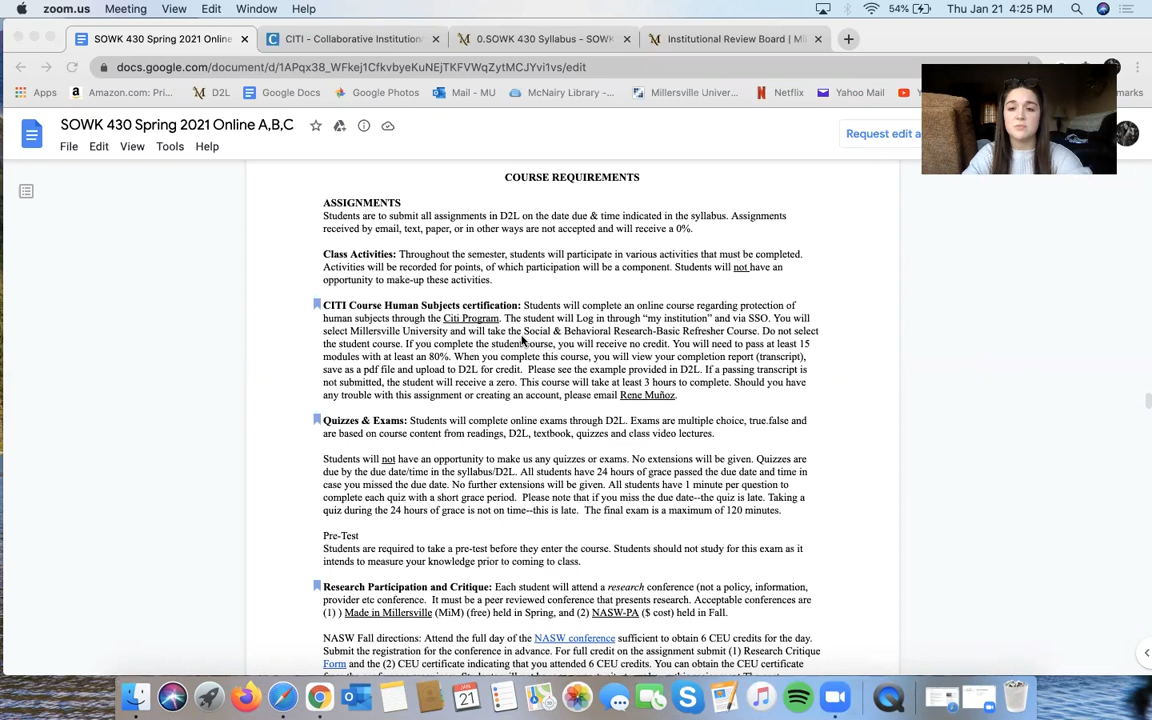 zoom.us Meeting View Edit Window Help 54% Thu Jan 21 4:25 PM
SOWK 430 Spring 2021 Online CITI - Collaborative Institution 0.SOWK 430 Syllabus - SOWK institutional Review Board | Mi
docs.google.com/document/d/1APqx38_WFkej1CfkvbyeKuNEjTKFVWqZytMCJYvi1vs/edit
Apps Amazon.com: Pri... D2L Google Docs Google Photos Mail - MU McNairy Library -... Millersville Univer... Netflix Yahoo Mail marks
SOWK 430 Spring 2021 Online A,B,C
Request edit a
File Edit View Tools Help
COURSE REQUIREMENTS
ASSIGNMENTS
Students are to submit all assignments in D2L on the date due & time indicated in the syllabus. Assignments
received by email, text, paper, or in other ways are not accepted and will receive a 0%.
Class Activities: Throughout the semester, students will participate in various activities that must be completed.
Activities will be recorded for points, of which participation will be a component. Students will not have an
opportunity to make-up these activities.
CITI Course Human Subjects certification: Students will complete an online course regarding protection of
human subjects through the Citi Program. The student will Log in through “my institution” and via SSO. You will
select Millersville University and will take the Social & Behavioral Research-Basic Refresher Course. Do not select
the student course. If you complete the student course, you will receive no credit. You will need to pass at least 15
modules with at least an 80%. When you complete this course, you will view your completion report (transcript),
save as a pdf file and upload to D2L for credit. Please see the example provided in D2L. If a passing transcript is
not submitted, the student will receive a zero. This course will take at least 3 hours to complete. Should you have
any trouble with this assignment or creating an account, please email Rene Muñoz.
Quizzes & Exams: Students will complete online exams through D2L. Exams are multiple choice, true.false and
are based on course content from readings, D2L, textbook, quizzes and class video lectures.
Students will not have an opportunity to make us any quizzes or exams. No extensions will be given. Quizzes are
due by the due date/time in the syllabus/D2L. All students have 24 hours of grace passed the due date and time in
case you missed the due date. No further extensions will be given. All students have 1 minute per question to
complete each quiz with a short grace period. Please note that if you miss the due date--the quiz is late. Taking a
quiz during the 24 hours of grace is not on time--this is late. The final exam is a maximum of 120 minutes.
Pre-Test
Students are required to take a pre-test before they enter the course. Students should not study for this exam as it
intends to measure your knowledge prior to coming to class.
Research Participation and Critique: Each student will attend a research conference (not a policy, information,
provider etc conference. It must be a peer reviewed conference that presents research. Acceptable conferences are
(1) ) Made in Millersville (MiM) (free) held in Spring, and (2) NASW-PA ($ cost) held in Fall.
NASW Fall directions: Attend the full day of the NASW conference sufficient to obtain 6 CEU credits for the day.
Submit the registration for the conference in advance. For full credit on the assignment submit (1) Research Critique
Form and the (2) CEU certificate indicating that you attended 6 CEU credits. You can obtain the CEU certificate
JAN
21